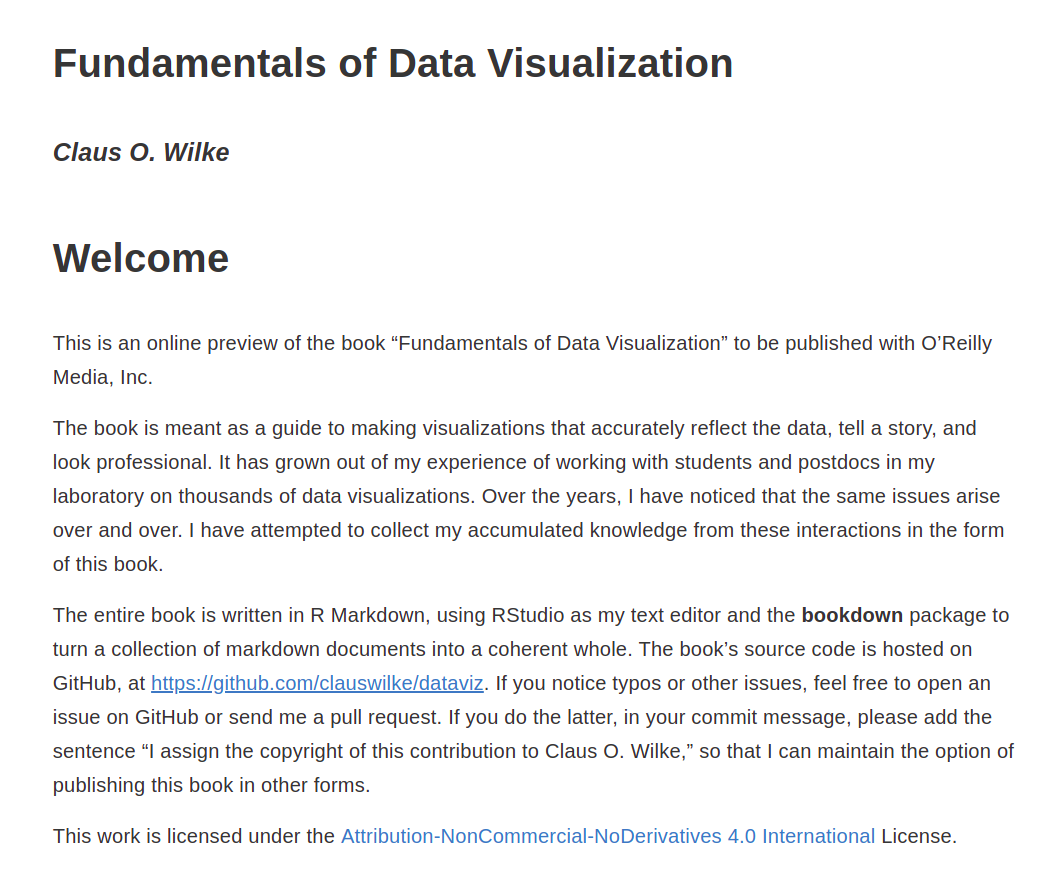 Fundamentals of Data Visualization
Claus O. Wilke
Welcome
This is an online preview of the book “Fundamentals of Data Visualization” to be published with O’Reilly
Media, Inc.
The book is meant as a guide to making visualizations that accurately reflect the data, tell a story, and
look professional. It has grown out of my experience of working with students and postdocs in my
laboratory on thousands of data visualizations. Over the years, I have noticed that the same issues arise
over and over. I have attempted to collect my accumulated knowledge from these interactions in the form
of this book.
The entire book is written in R Markdown, using RStudio as my text editor and the bookdown package to
turn a collection of markdown documents into a coherent whole. The book’s source code is hosted on
GitHub, at https://github.com/clauswilke/dataviz. If you notice typos or other issues, feel free to open an
issue on GitHub or send me a pull request. If you do the latter, in your commit message, please add the
sentence “I assign the copyright of this contribution to Claus O. Wilke,” so that I can maintain the option of
publishing this book in other forms.
This work is licensed under the Attribution-NonCommercial-NoDerivatives 4.0 International License.